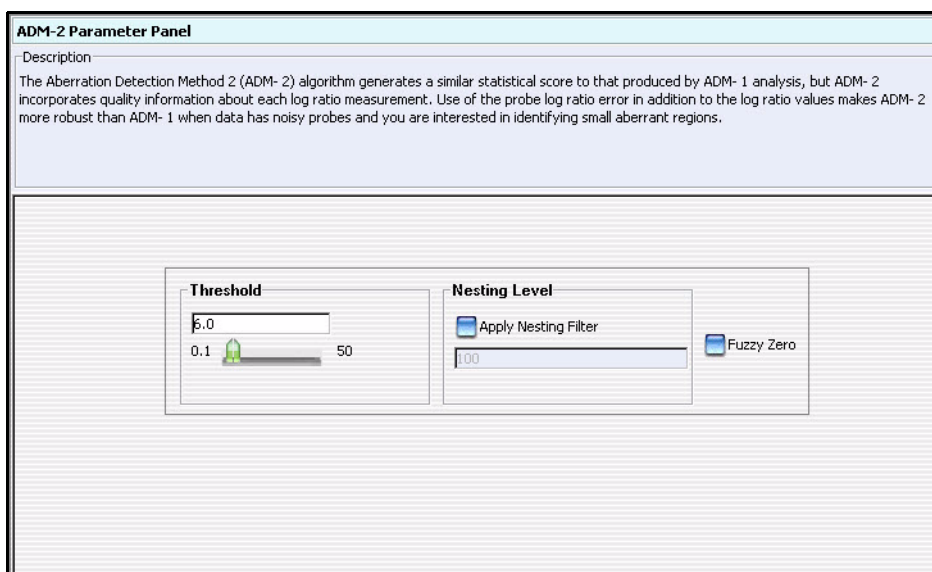 ADM-2 Parameter Panel
Description
The Aberration Detection Method 2 (ADM- 2) algorithm generates a similar statistical score to that produced by ADM- 1 analysis, but ADM- 2
incorporates quality information about each log ratio measurement. Use of the probe log ratio error in addition to the log ratio values makes ADM- 2
more robust than ADM- 1 when data has noisy probes and you are interested in identifying small aberrant regions.
Threshold
6.0
0.1 50
Nesting Level
Apply Nesting Filter
100
Fuzzy Zero